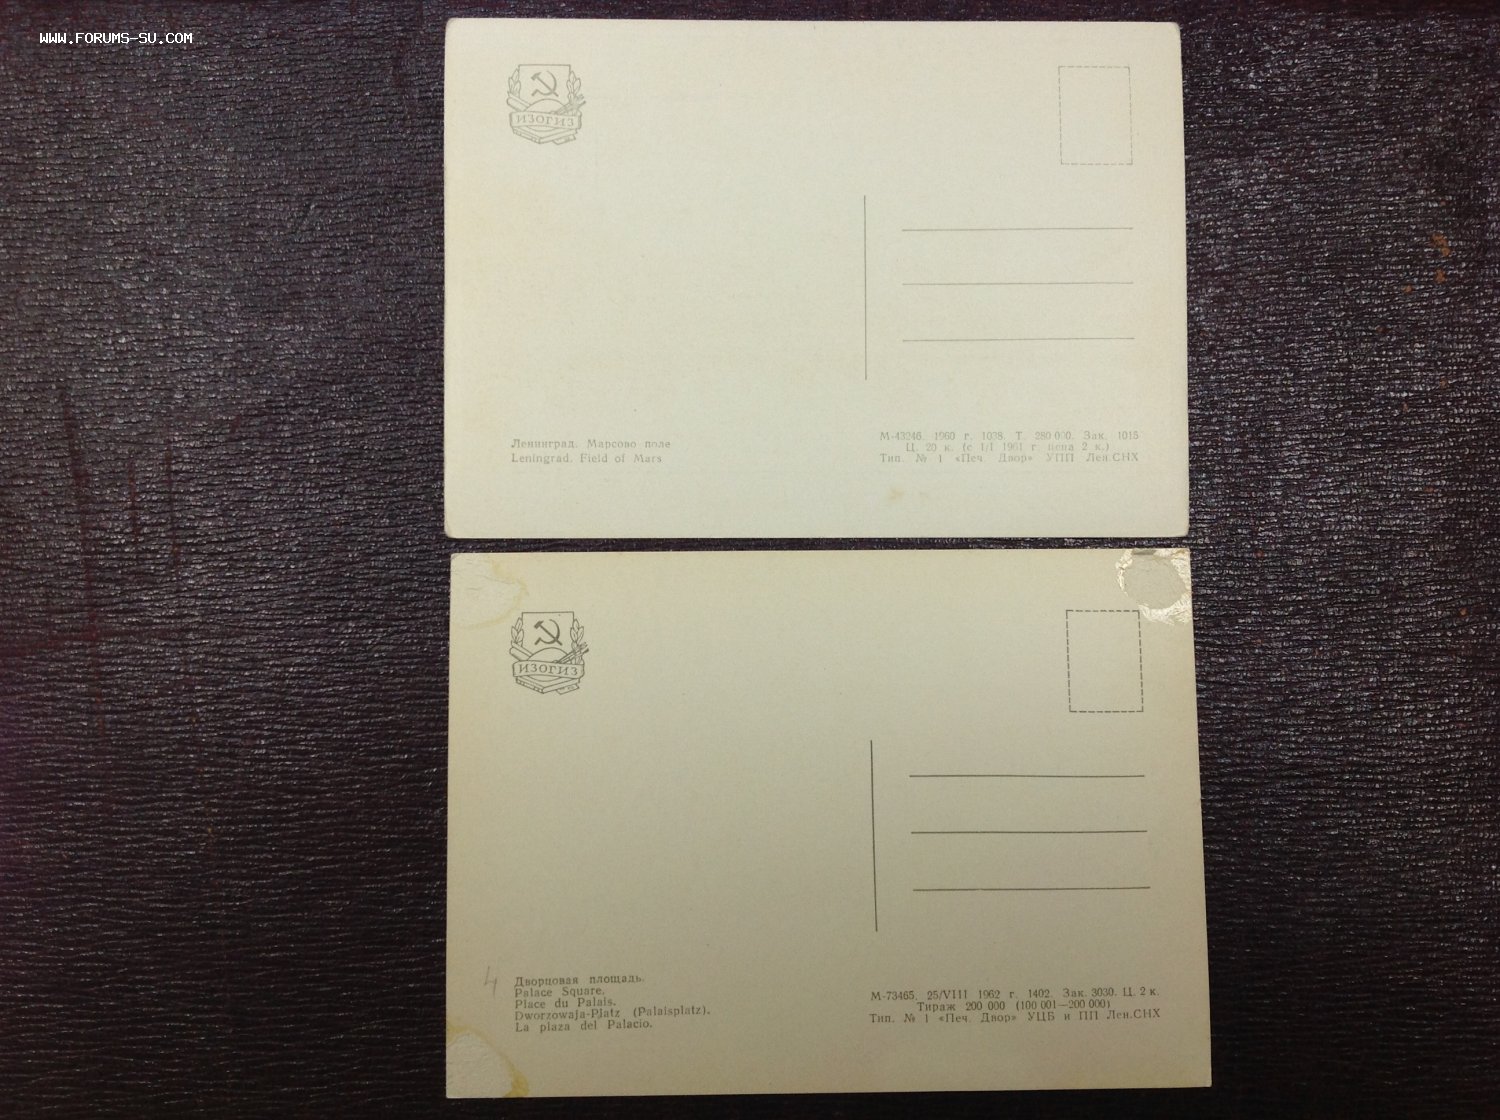 WWW.FORUMS-SU.COM
ИЗОГИЗ
Ленинград. Марсово поле
Leningrad. Field of Mars
М-43246. 1960 г. 1038. Т. 280 000. Зак. 1015
Ц. 20 к. (с 1/I 1961 г. цена 2 к.)
Тип. № 1 «Печ. Двор» УПП Лен.СНХ
ИЗОГИЗ
4
Дворцовая площадь.
Palace Square.
Place du Palais.
Dworzowaja-Platz (Palaisplatz).
La plaza del Palacio.
М-73465. 25/VIII 1962 г. 1402. Зак. 3030. Ц. 2 к.
Тираж 200 000 (100 001—200 000)
Тип. № 1 «Печ. Двор» УЦБ и ПП Лен.СНХ